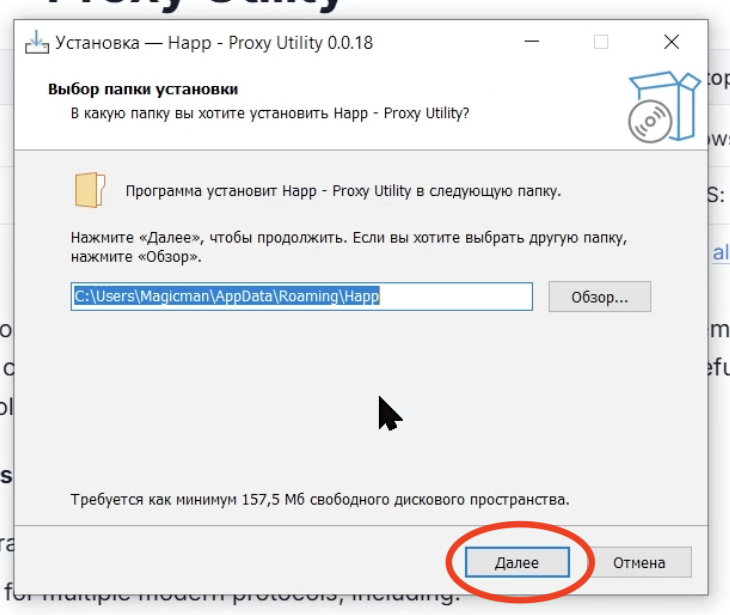 Proxy Utility
Установка — Happ - Proxy Utility 0.0.18
Выбор папки установки
В какую папку вы хотите установить Happ - Proxy Utility?
Программа установит Happ - Proxy Utility в следующую папку.
Нажмите «Далее», чтобы продолжить. Если вы хотите выбрать другую папку,
нажмите «Обзор».
C:\Users\Magicman\AppData\Roaming\Happ
Обзор...
Требуется как минимум 157,5 Мб свободного дискового пространства.
Далее
Отмена
for multiple modern protocols, including: